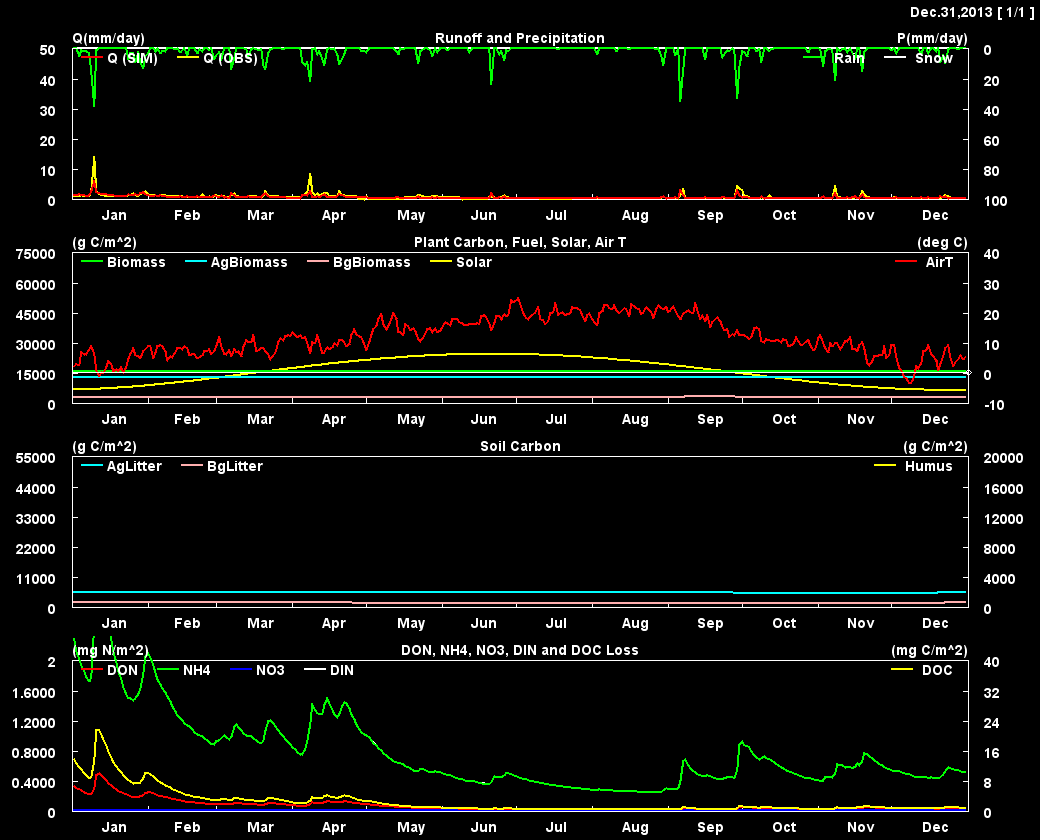 Dec.31,2013 [ 1/1 ]
Q(mm/day) Runoff and Precipitation P(mm/day)
50 Q (SIM) Q (OBS) Rain Snow 0
40 20
30 40
20 60
10 80
0 100
Jan Feb Mar Apr May Jun Jul Aug Sep Oct Nov Dec
(g C/m^2) Plant Carbon, Fuel, Solar, Air T (deg C)
75000 Biomass AgBiomass BgBiomass Solar AirT 40
60000 30
45000 20
30000 10
15000 0
0 -10
Jan Feb Mar Apr May Jun Jul Aug Sep Oct Nov Dec
(g C/m^2) Soil Carbon (g C/m^2)
55000 AgLitter BgLitter Humus 20000
44000 16000
33000 12000
22000 8000
11000 4000
0 0
Jan Feb Mar Apr May Jun Jul Aug Sep Oct Nov Dec
(mg N/m^2) DON, NH4, NO3, DIN and DOC Loss (mg C/m^2)
2 DON NH4 NO3 DIN DOC 40
1.6000 32
1.2000 24
0.8000 16
0.4000 8
0 0
Jan Feb Mar Apr May Jun Jul Aug Sep Oct Nov Dec